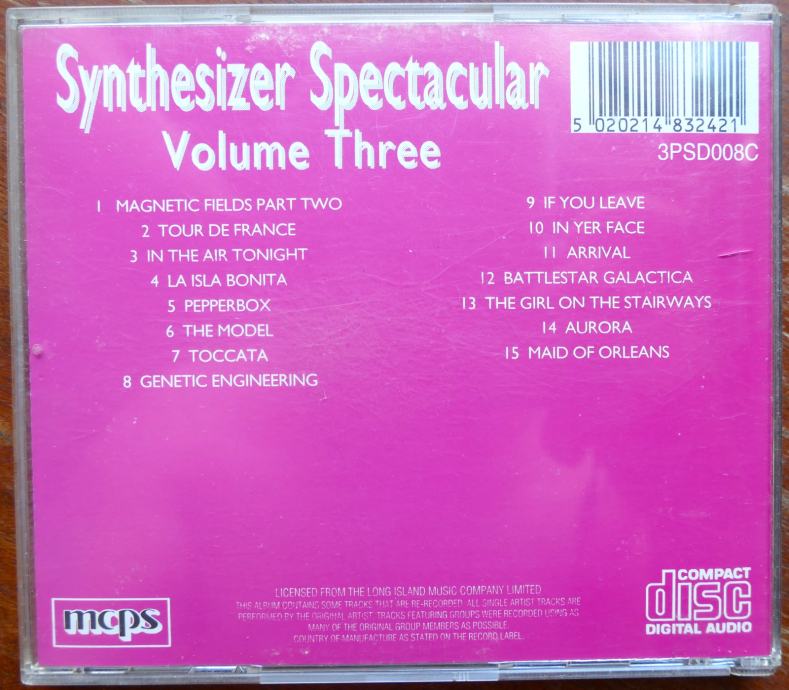 Synthesizer Spectacular
Volume Three
5 020214 832421
3PSD008C
1 MAGNETIC FIELDS PART TWO
2 TOUR DE FRANCE
3 IN THE AIR TONIGHT
4 LA ISLA BONITA
5 PEPPERBOX
6 THE MODEL
7 TOCCATA
8 GENETIC ENGINEERING
9 IF YOU LEAVE
10 IN YER FACE
11 ARRIVAL
12 BATTLESTAR GALACTICA
13 THE GIRL ON THE STAIRWAYS
14 AURORA
15 MAID OF ORLEANS
LICENSED FROM THE LONG ISLAND MUSIC COMPANY LIMITED
THIS ALBUM CONTAINS SOME TRACKS THAT ARE RE-RECORDED. ALL SINGLE ARTIST TRACKS ARE
PERFORMED BY THE ORIGINAL ARTIST. TRACKS FEATURING GROUPS WERE RECORDED USING AS
MANY OF THE ORIGINAL GROUP MEMBERS AS POSSIBLE.
COUNTRY OF MANUFACTURE AS STATED ON THE RECORD LABEL.
mcps
COMPACT
disc
DIGITAL AUDIO